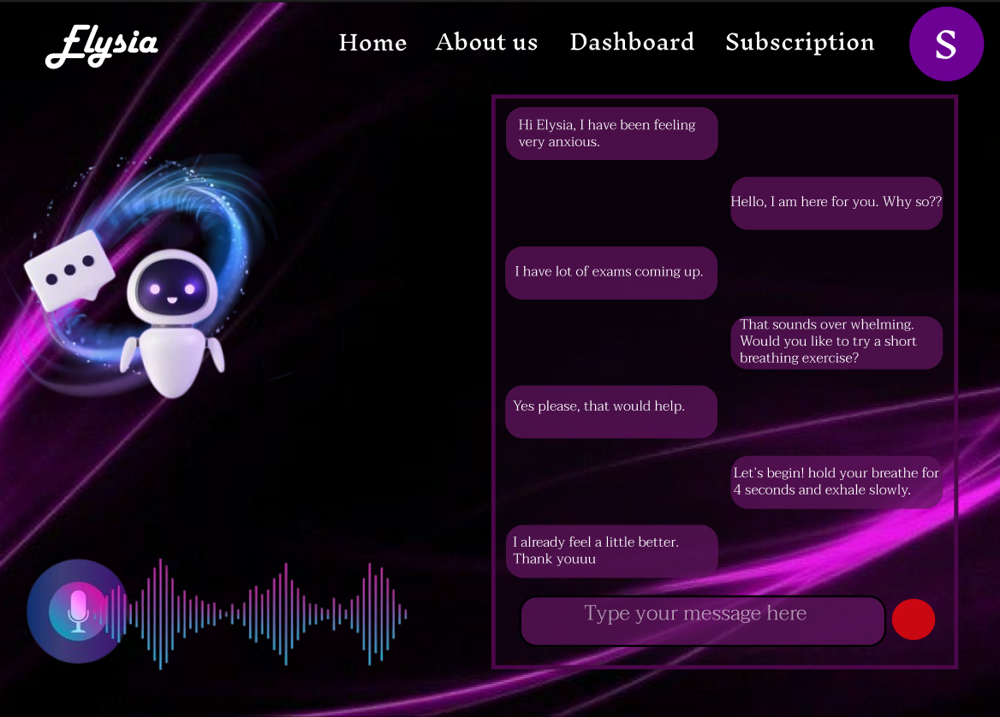 Elysia
Home
About us
Dashboard
Subscription
S
Hi Elysia, I have been feeling
very anxious.
Hello, I am here for you. Why so??
I have lot of exams coming up.
That sounds over whelming.
Would you like to try a short
breathing exercise?
Yes please, that would help.
Let's begin! hold your breathe for
4 seconds and exhale slowly.
I already feel a little better.
Thank youuu
Type your message here